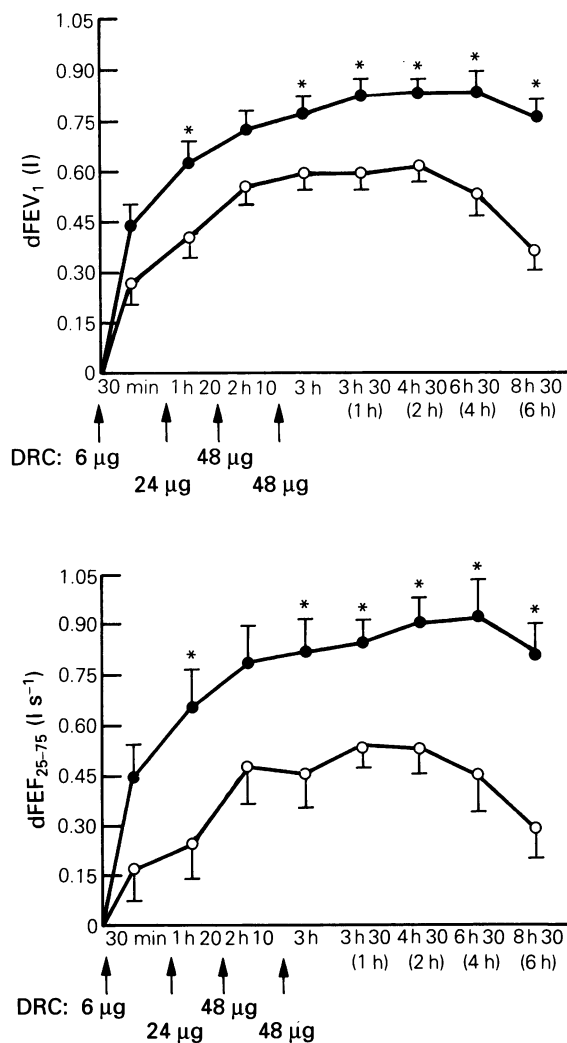 1.05
0.90
0.75
0.60
0.45
0.30
0.15
0
dFEV1 (l)
* * * * * *
30 min 1 h 20 2 h 10 3 h 3 h 30 4 h 30 6 h 30 8 h 30
(1 h) (2 h) (4 h) (6 h)
DRC: 6 µg 48 µg
24 µg 48 µg
1.05
0.90
0.75
0.60
0.45
0.30
0.15
0
dFEF25–75 (l s−1)
* * * * * *
30 min 1 h 20 2 h 10 3 h 3 h 30 4 h 30 6 h 30 8 h 30
(1 h) (2 h) (4 h) (6 h)
DRC: 6 µg 48 µg
24 µg 48 µg